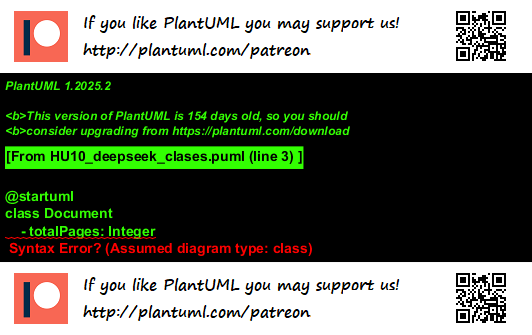 If you like PlantUML you may support us!
http://plantuml.com/patreon
PlantUML 1.2025.2
<b>This version of PlantUML is 154 days old, so you should
<b>consider upgrading from https://plantuml.com/download
[From HU10_deepseek_clases.puml (line 3) ]
@startuml
class Document
- totalPages: Integer
Syntax Error? (Assumed diagram type: class)
If you like PlantUML you may support us!
http://plantuml.com/patreon